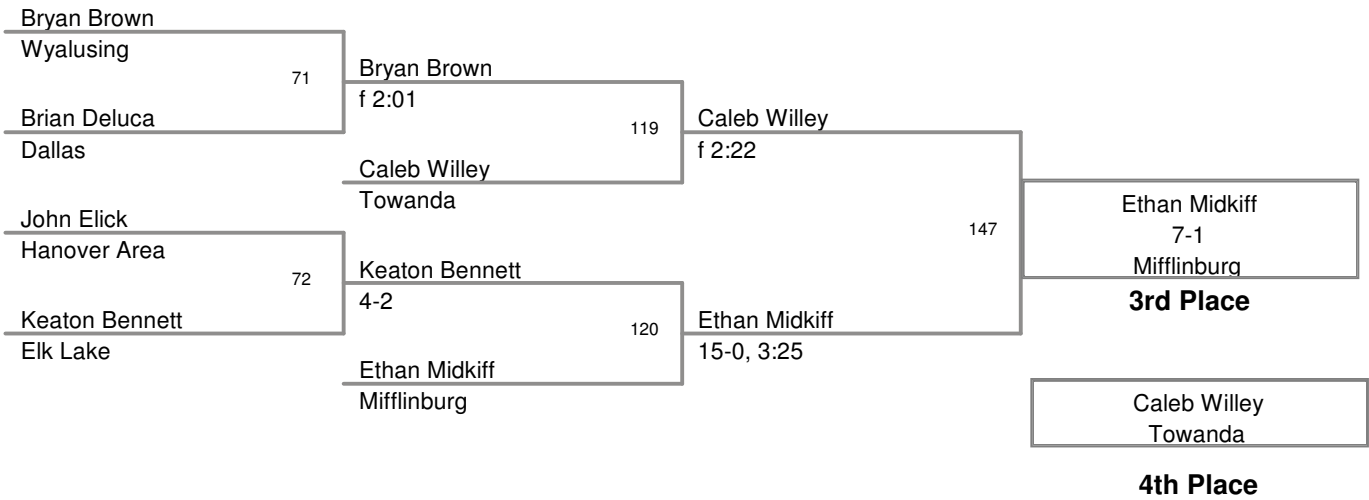 Bryan Brown
Wyalusing
71
Brian Deluca
Dallas
John Elick
Hanover Area
72
Keaton Bennett
Elk Lake
Bryan Brown
f 2:01
119
Caleb Willey
Towanda
Keaton Bennett
4-2
120
Ethan Midkiff
Mifflinburg
Caleb Willey
f 2:22
147
Ethan Midkiff
15-0, 3:25
Ethan Midkiff
7-1
Mifflinburg
3rd Place
Caleb Willey
Towanda
4th Place